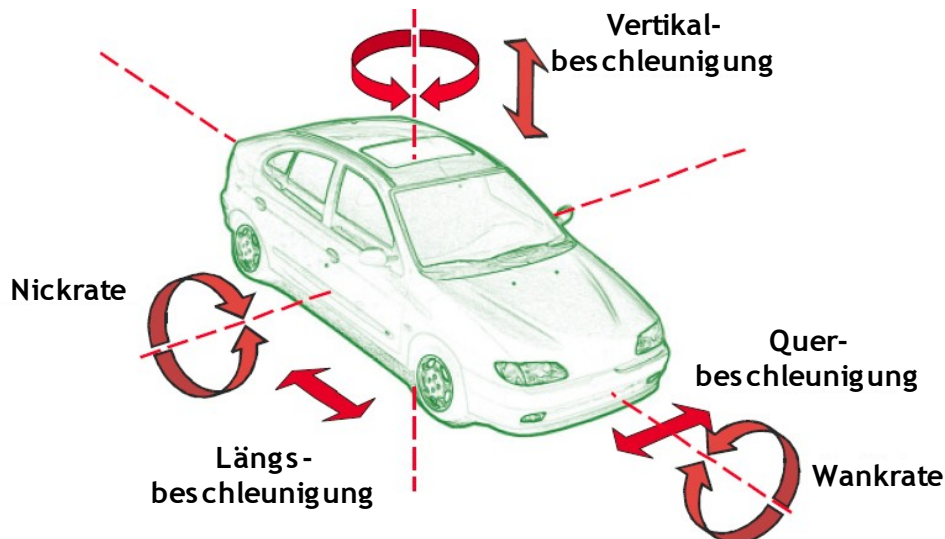 Vertikal-
beschleunigung
Nickrate
Quer-
beschleunigung
Längs-
beschleunigung
Wankrate